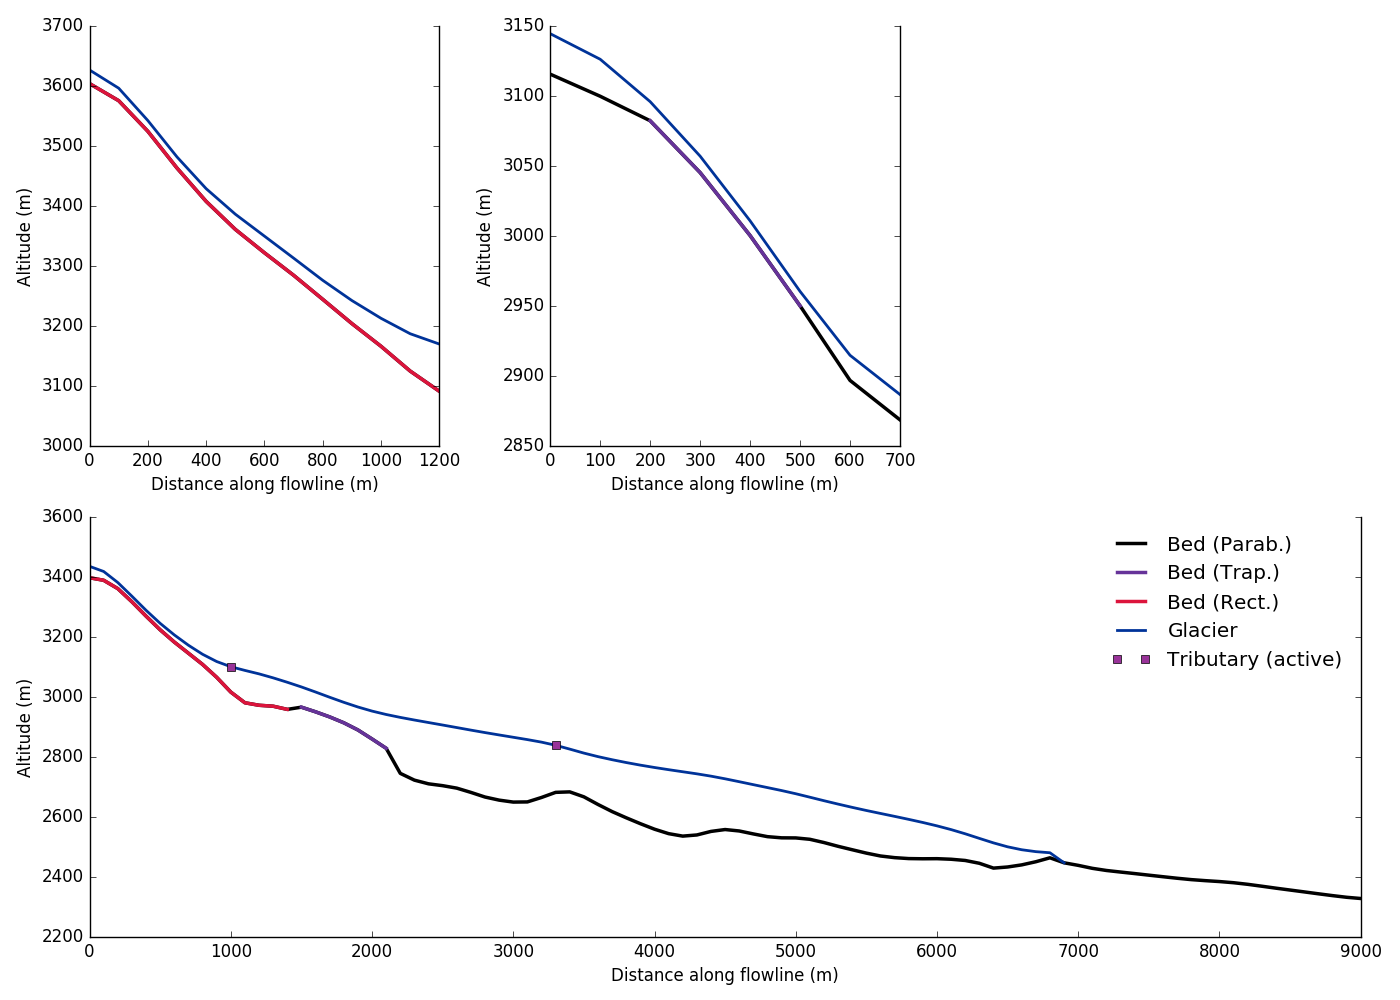 3700
3600
3500
3400
3300
3200
3100
3000
Altitude (m)
0 200 400 600 800 1000 1200
Distance along flowline (m)
3150
3100
3050
3000
2950
2900
2850
Altitude (m)
0 100 200 300 400 500 600 700
Distance along flowline (m)
3600
3400
3200
3000
2800
2600
2400
2200
Altitude (m)
Bed (Parab.)
Bed (Trap.)
Bed (Rect.)
Glacier
Tributary (active)
0 1000 2000 3000 4000 5000 6000 7000 8000 9000
Distance along flowline (m)